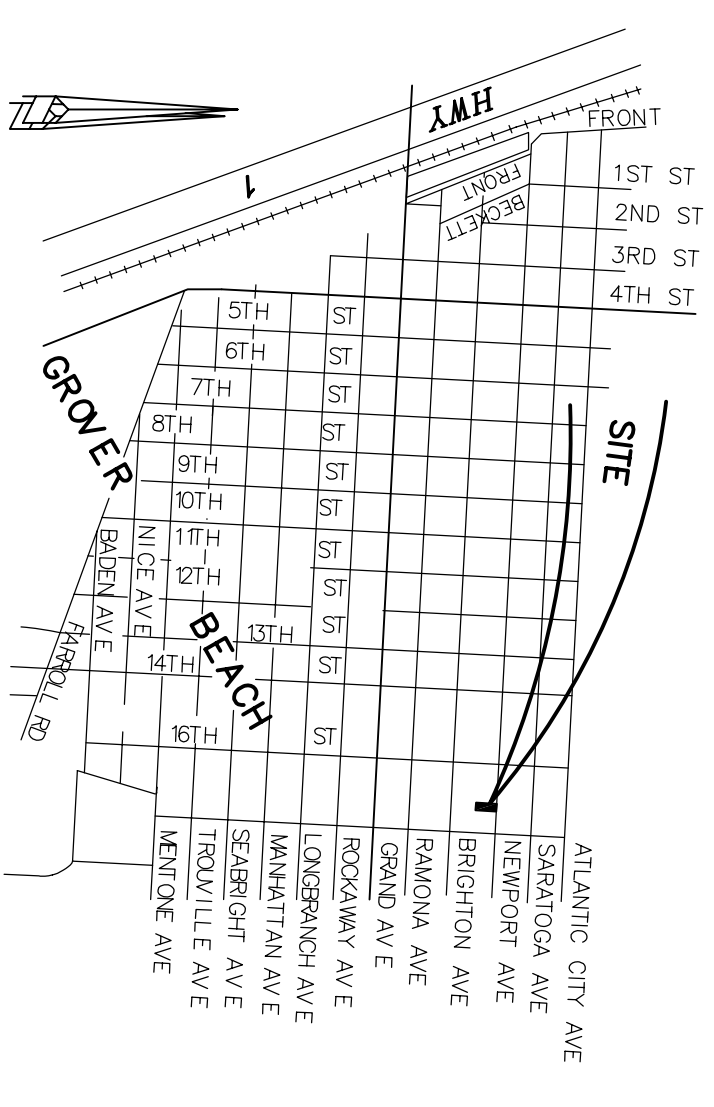 HWY
1
FRONT
FRONT
BECKETT
1ST ST
2ND ST
3RD ST
4TH ST
5TH ST
6TH ST
7TH ST
8TH ST
9TH ST
10TH ST
11TH ST
12TH ST
13TH ST
14TH ST
16TH ST
SITE
GROVER
BEACH
BADEN AVE
NICE AVE
FARROLL RD
MENTONE AVE
TROUVILLE AVE
SEABRIGHT AVE
MANHATTAN AVE
LONGBRANCH AVE
ROCKAWAY AVE
GRAND AVE
RAMONA AVE
BRIGHTON AVE
NEWPORT AVE
SARATOGA AVE
ATLANTIC CITY AVE